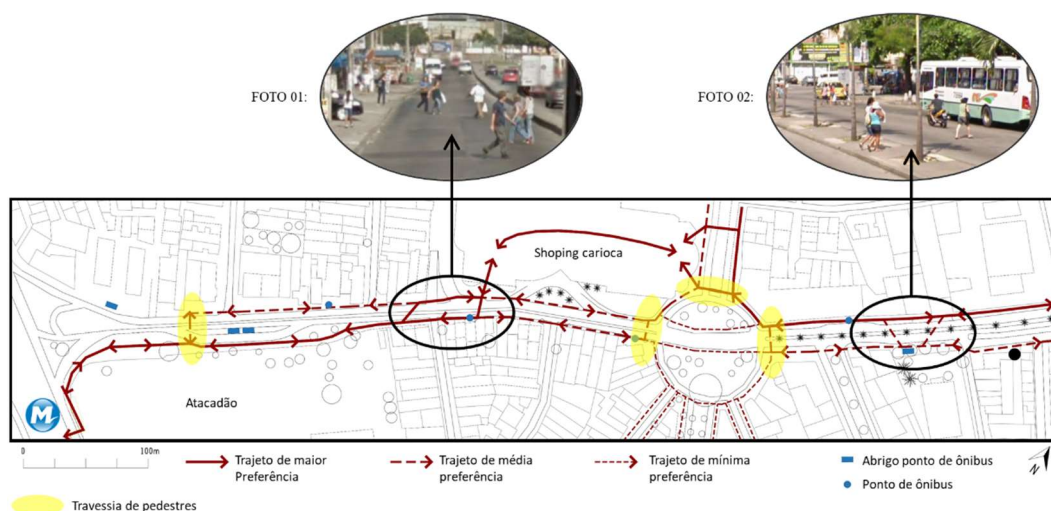 FOTO 01:
FOTO 02:
Shoping carioca
Atacadão
M
0
100m
Trajeto de maior
Preferência
Trajeto de média
preferência
Trajeto de mínima
preferência
Abrigo ponto de ônibus
Ponto de ônibus
N
Travessia de pedestres